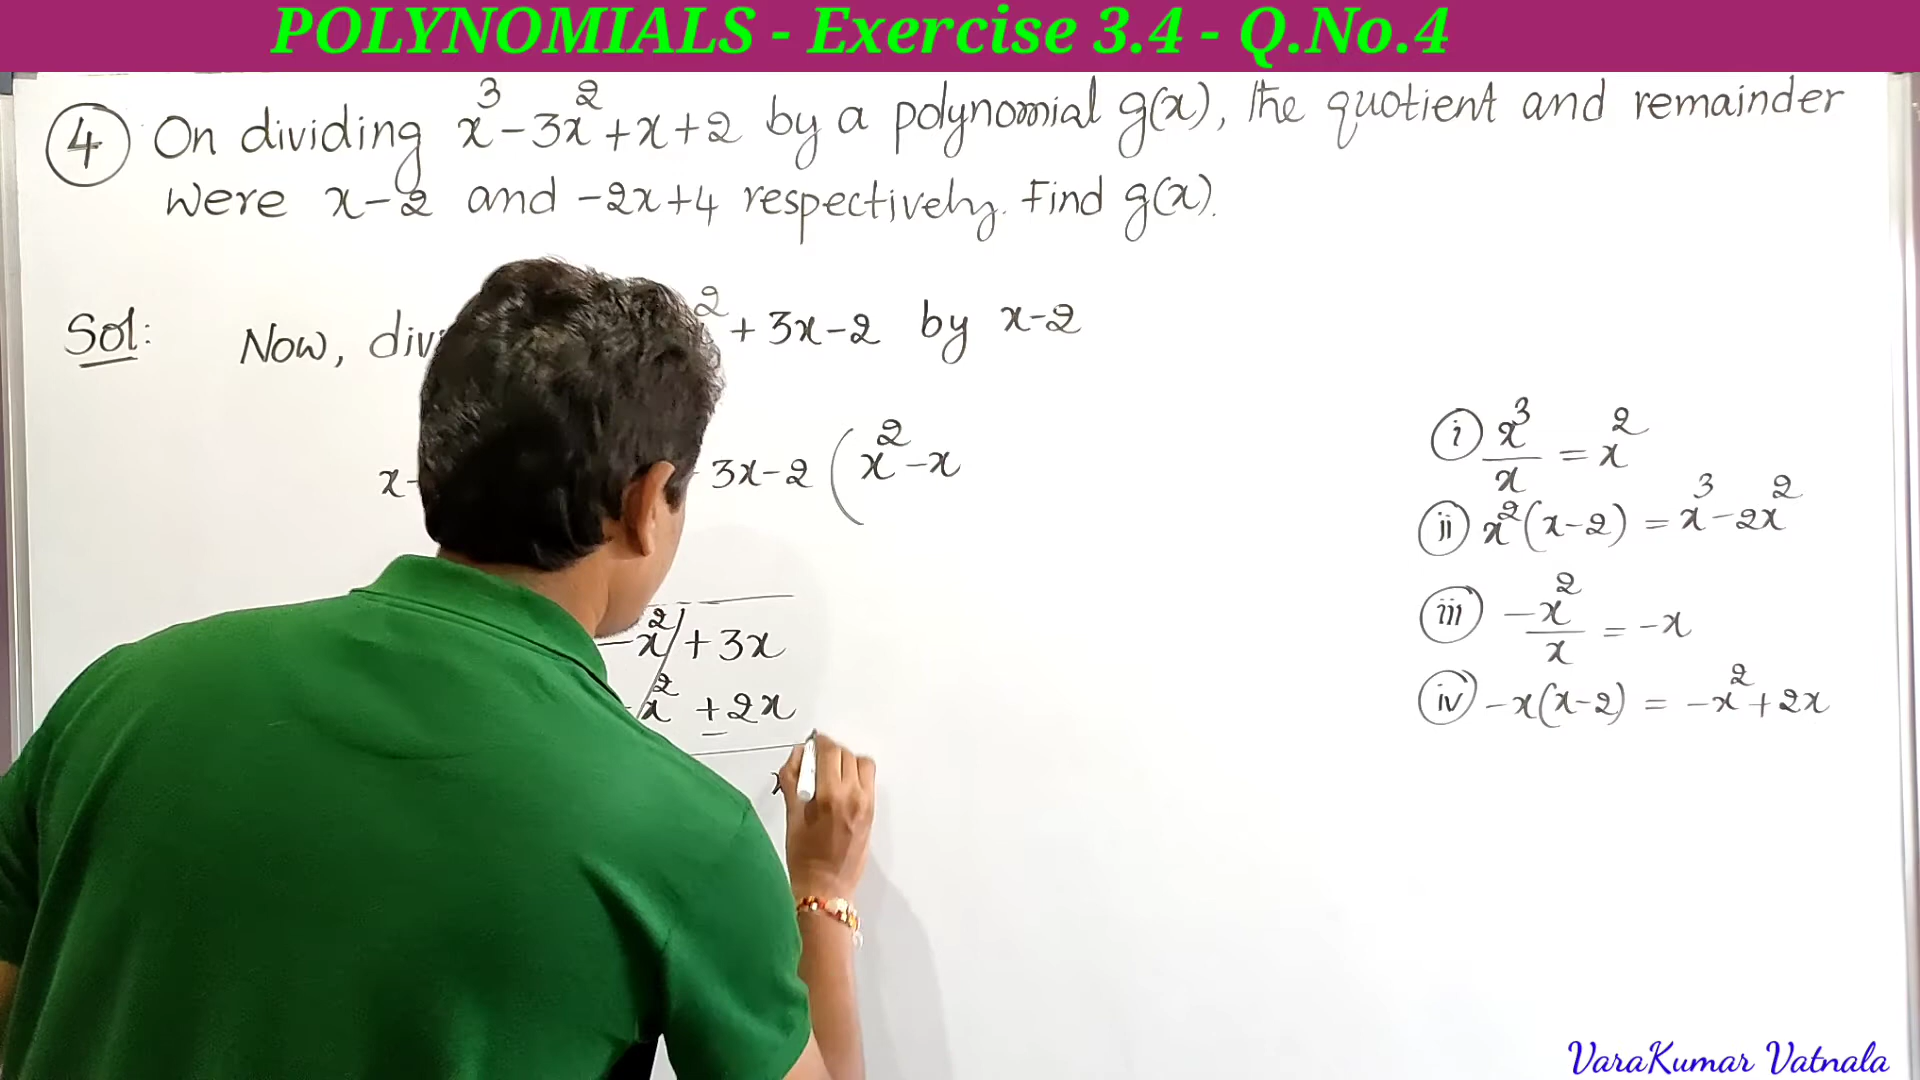 POLYNOMIALS - Exercise 3.4 - Q.No.4
④ On dividing x³-3x²+x+2 by a polynomial g(x), the quotient and remainder
were x-2 and -2x+4 respectively. Find g(x).
Sol: Now, ² + 3x-2 by x-2
x- 3x-2 ( x²-x
-x² + 3x
x² +2x
(i) x³/x = x²
(ii) x²(x-2) = x³-2x²
(iii) -x²/x = -x
(iv) -x(x-2) = -x²+2x
VaraKumar Vatnala